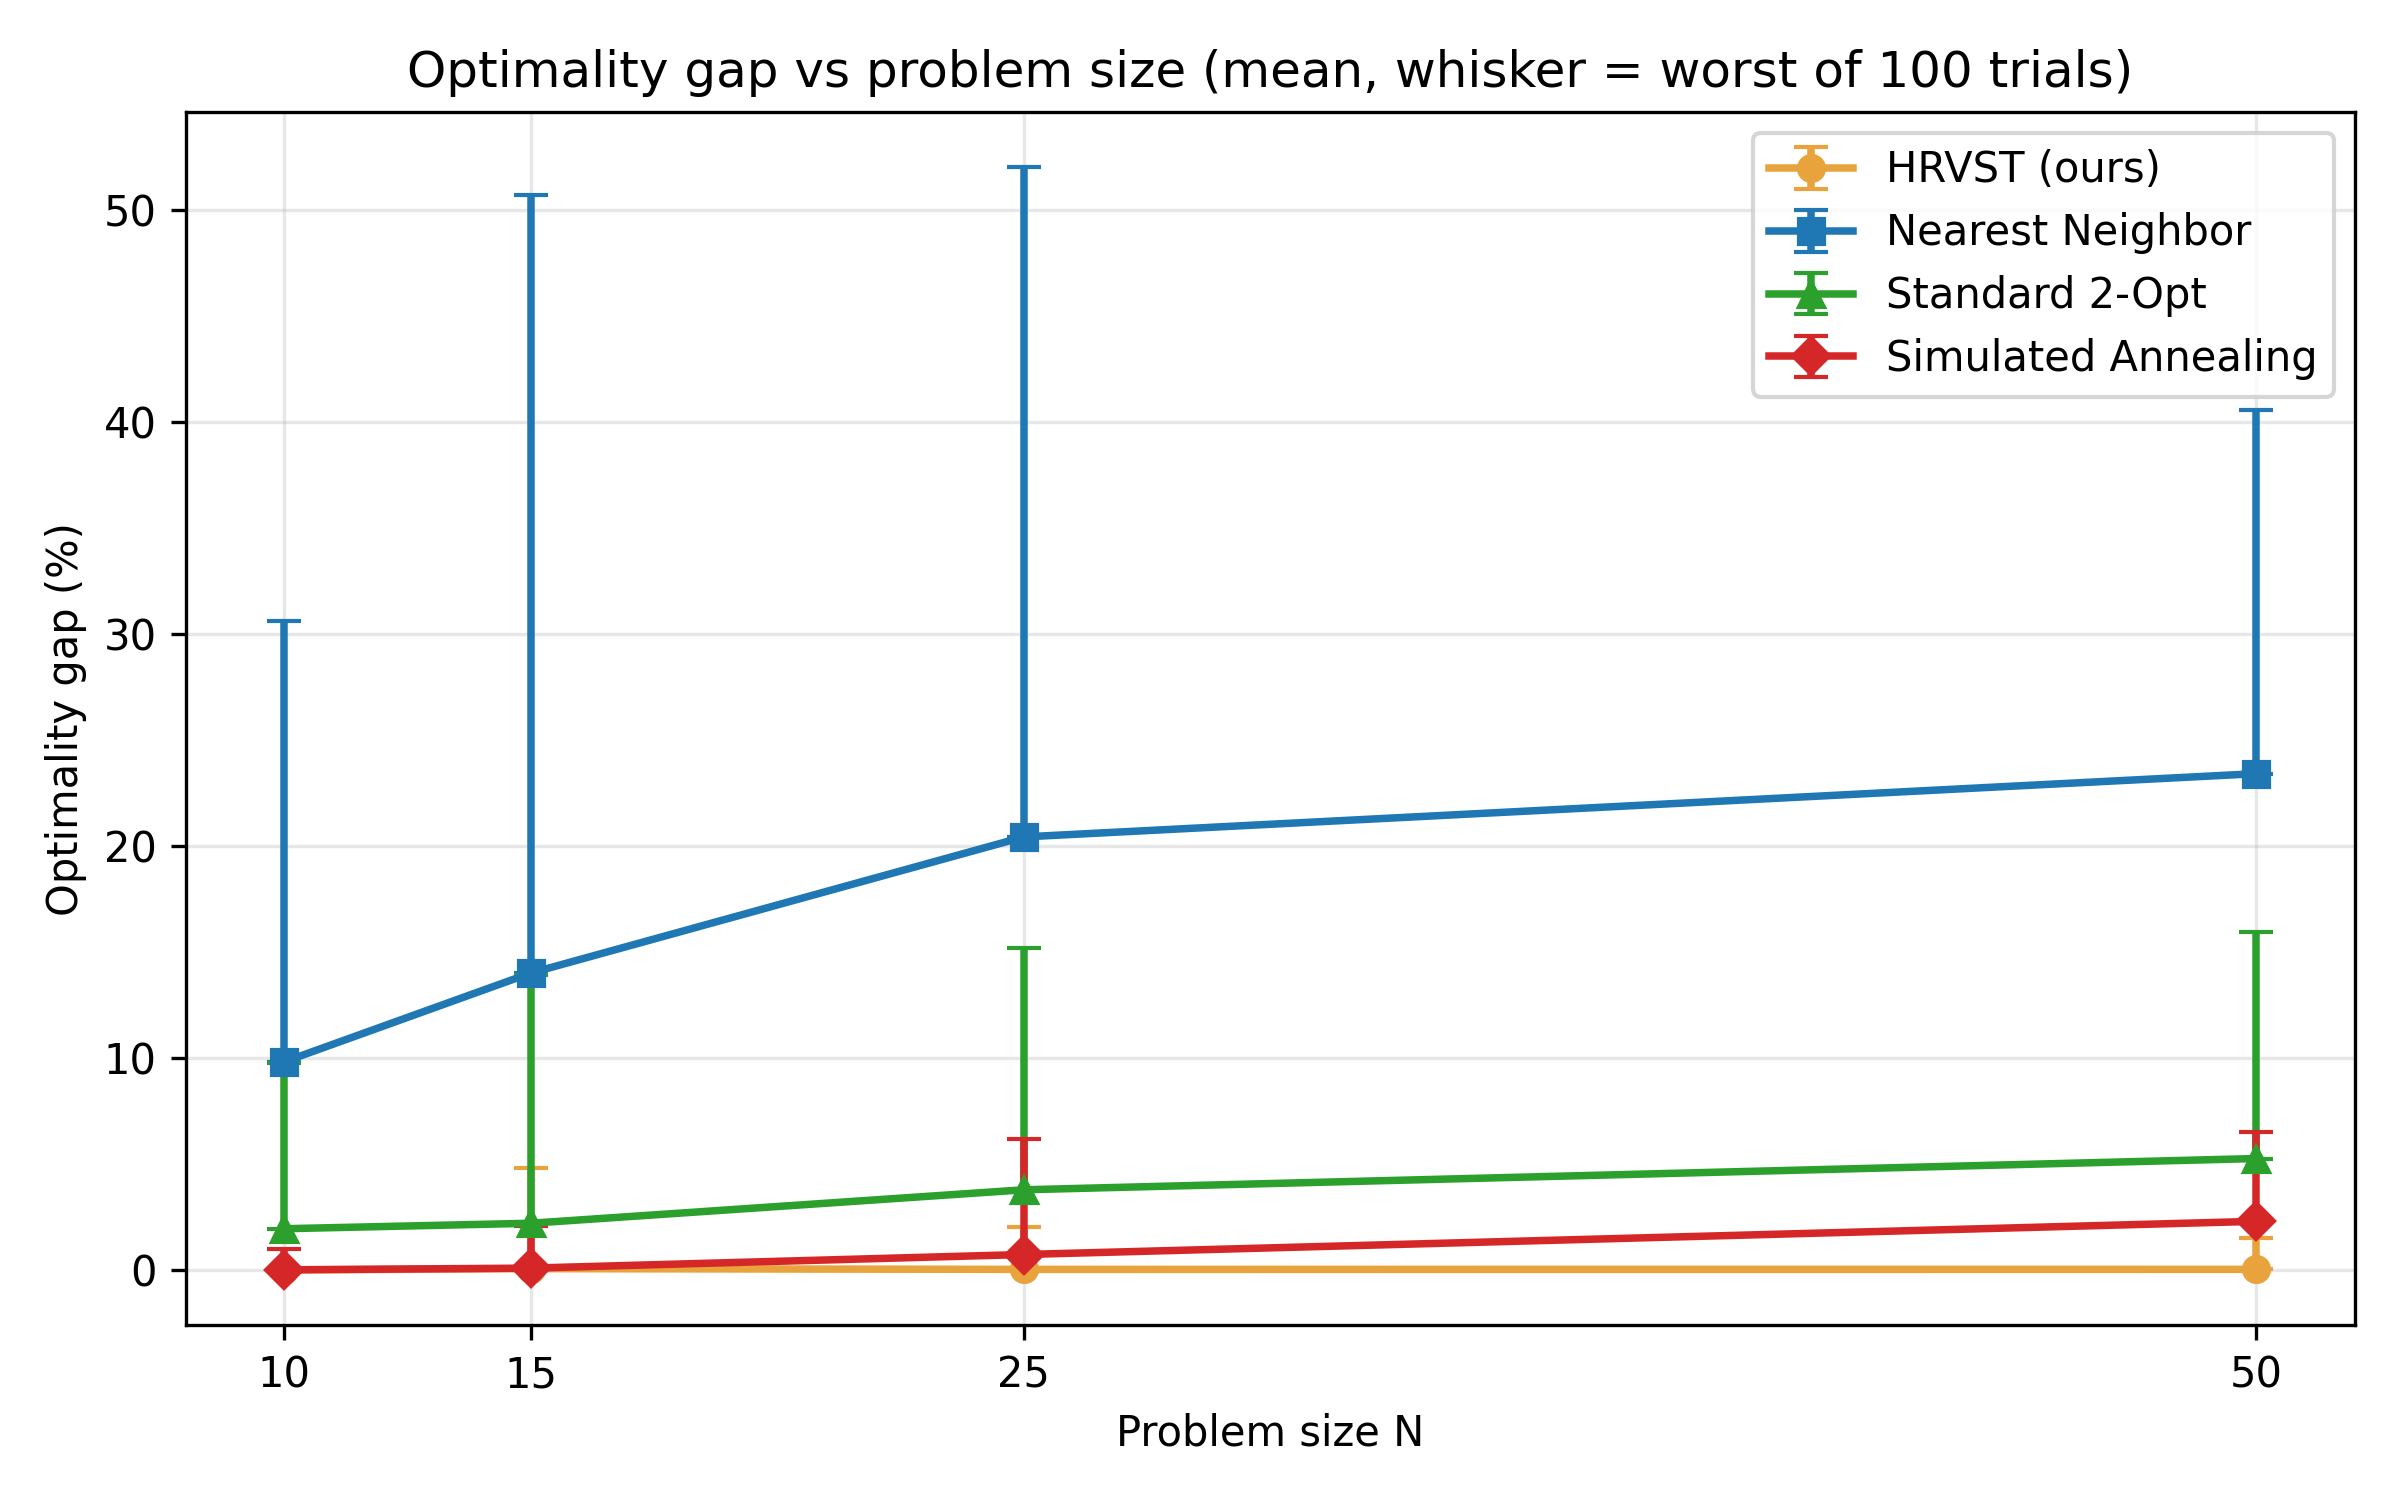 Optimality gap vs problem size (mean, whisker = worst of 100 trials)
HRVST (ours)
Nearest Neighbor
Standard 2-Opt
Simulated Annealing
Optimality gap (%)
50
40
30
20
10
0
10 15 25 50
Problem size N